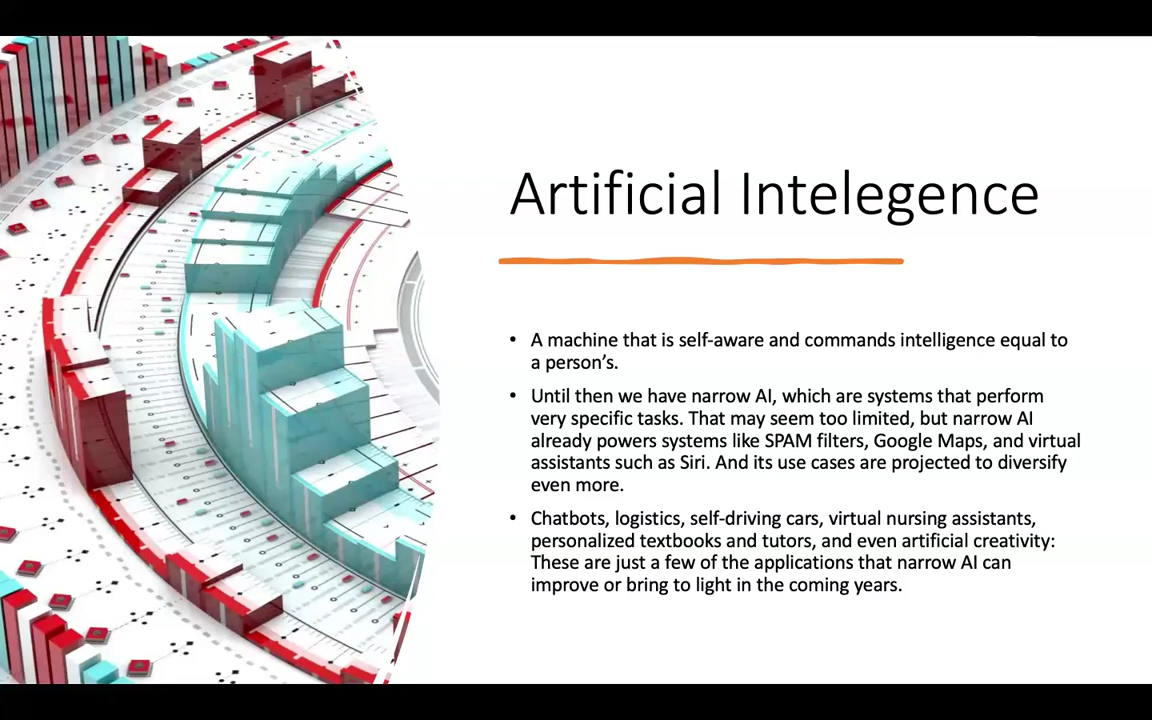 Artificial Intelegence
• A machine that is self-aware and commands intelligence equal to
a person’s.
• Until then we have narrow AI, which are systems that perform
very specific tasks. That may seem too limited, but narrow AI
already powers systems like SPAM filters, Google Maps, and virtual
assistants such as Siri. And its use cases are projected to diversify
even more.
• Chatbots, logistics, self-driving cars, virtual nursing assistants,
personalized textbooks and tutors, and even artificial creativity:
These are just a few of the applications that narrow AI can
improve or bring to light in the coming years.